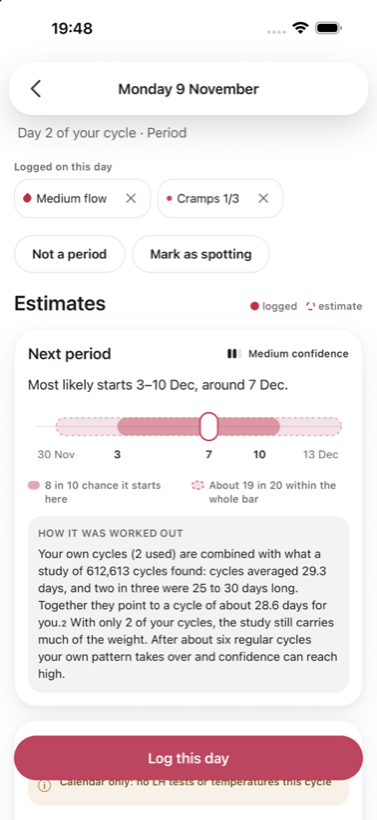 19:48
Monday 9 November
Day 2 of your cycle · Period
Logged on this day
Medium flow
Cramps 1/3
Not a period
Mark as spotting
Estimates
logged
estimate
Next period
Medium confidence
Most likely starts 3–10 Dec, around 7 Dec.
30 Nov 3 7 10 13 Dec
8 in 10 chance it starts
here
About 19 in 20 within the
whole bar
HOW IT WAS WORKED OUT
Your own cycles (2 used) are combined with what a
study of 612,613 cycles found: cycles averaged 29.3
days, and two in three were 25 to 30 days long.
Together they point to a cycle of about 28.6 days for
you.2 With only 2 of your cycles, the study still carries
much of the weight. After about six regular cycles
your own pattern takes over and confidence can reach
high.
Log this day
Calendar only: no LH tests or temperatures this cycle